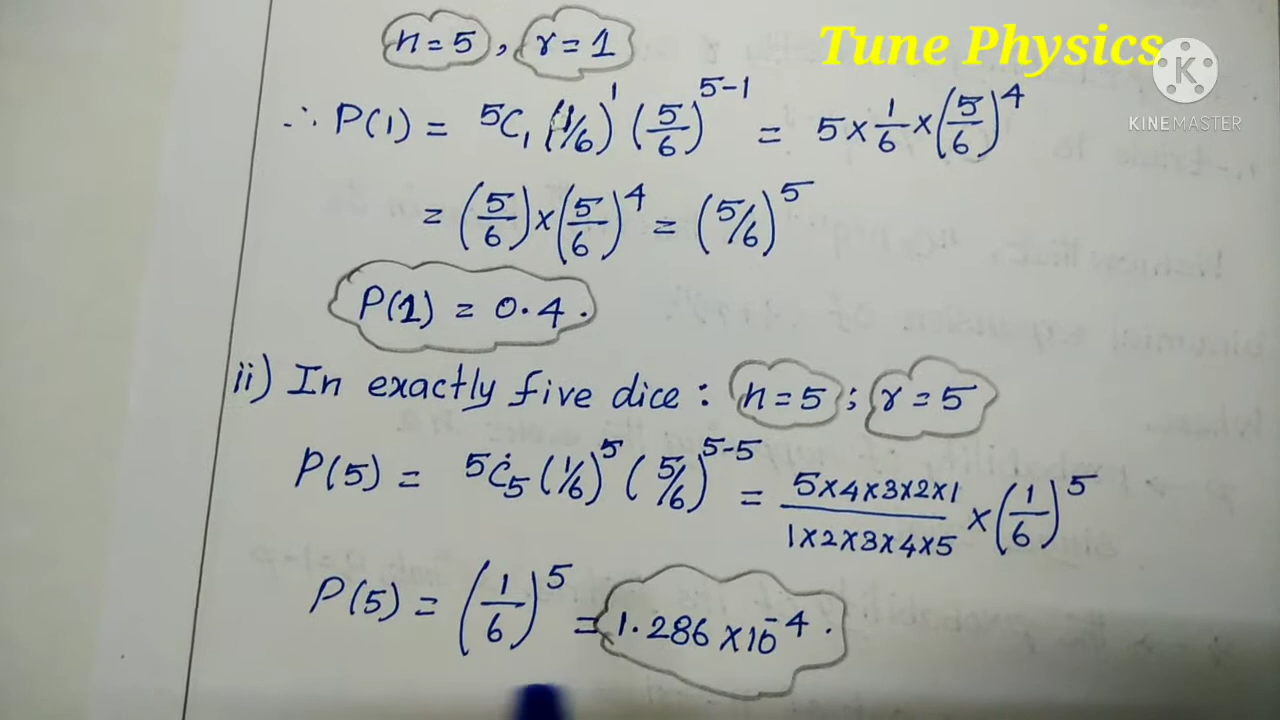 n = 5 , r = 1
Tune Physics
K
KINEMASTER
∴ P(1) = ⁵C₁ (1/6)¹ (5/6)⁵⁻¹ = 5 × 1/6 × (5/6)⁴
= (5/6) × (5/6)⁴ = (5/6)⁵
P(1) = 0.4 .
ii) In exactly five dice : n = 5 ; r = 5
P(5) = ⁵C₅ (1/6)⁵ (5/6)⁵⁻⁵ = 5×4×3×2×1 / 1×2×3×4×5 × (1/6)⁵
P(5) = (1/6)⁵ = 1.286 × 10⁻⁴ .